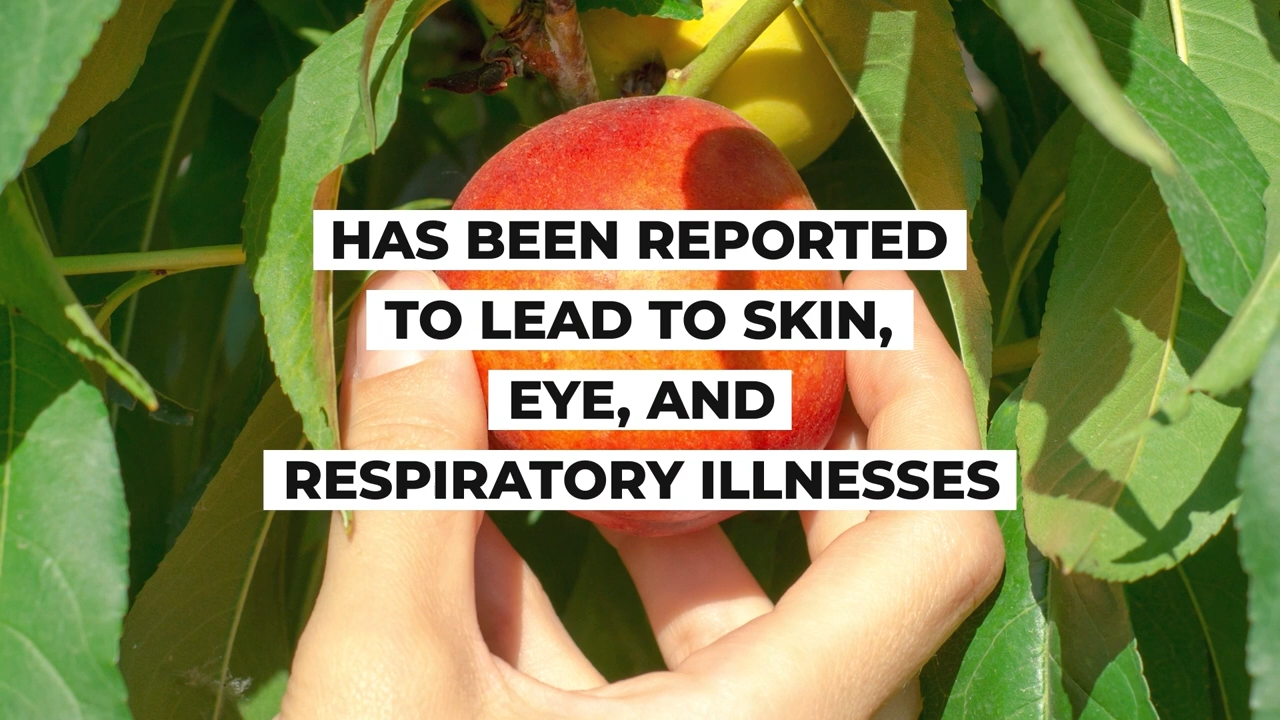 HAS BEEN REPORTED
TO LEAD TO SKIN,
EYE, AND
RESPIRATORY ILLNESSES